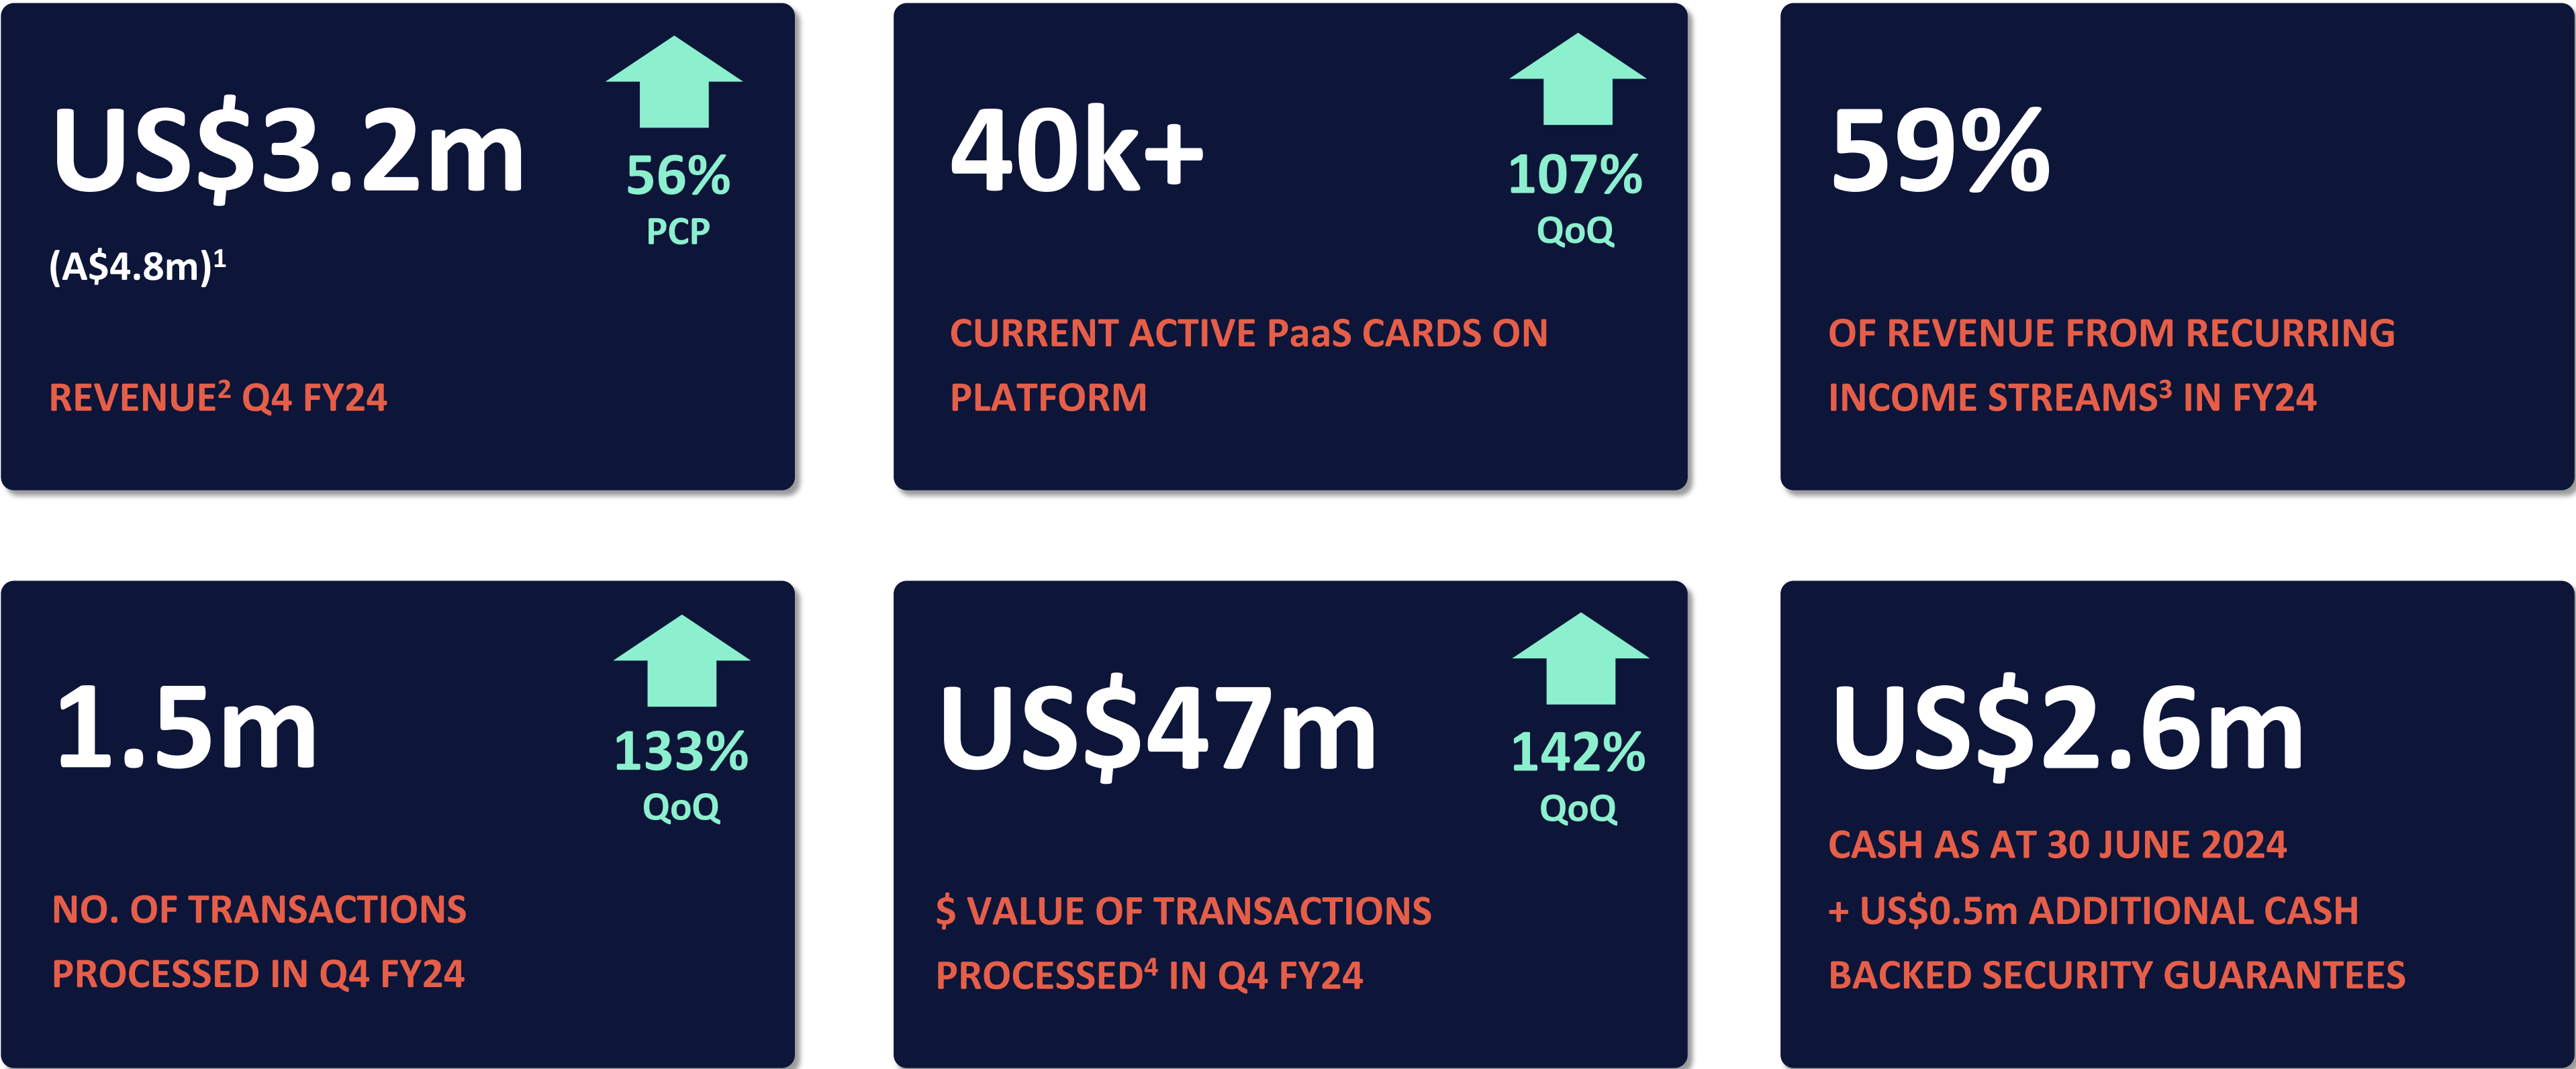 US$3.2m
56%
PCP
(A$4.8m)¹
REVENUE² Q4 FY24
40k+
107%
QoQ
CURRENT ACTIVE PaaS CARDS ON
PLATFORM
59%
OF REVENUE FROM RECURRING
INCOME STREAMS³ IN FY24
1.5m
133%
QoQ
NO. OF TRANSACTIONS
PROCESSED IN Q4 FY24
US$47m
142%
QoQ
$ VALUE OF TRANSACTIONS
PROCESSED⁴ IN Q4 FY24
US$2.6m
CASH AS AT 30 JUNE 2024
+ US$0.5m ADDITIONAL CASH
BACKED SECURITY GUARANTEES